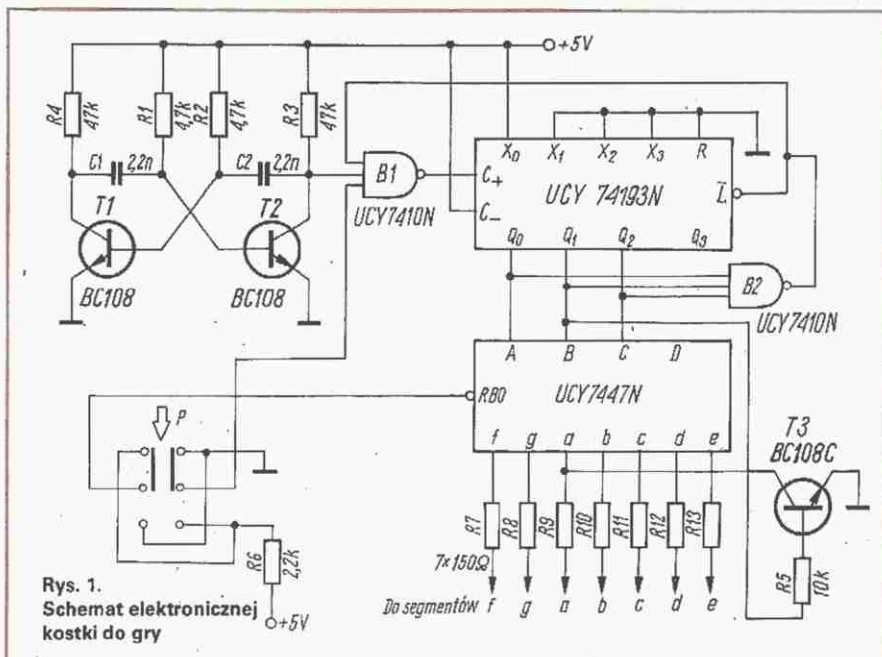 +5V
R4 47k
R1 4,7k
R2 4,7k
R3 47k
C1 2,2n
C2 2,2n
T1
T2
BC108
BC108
B1
UCY7410N
X0 X1 X2 X3 R
C+
UCY 74193N
L
C-
Q0 Q1 Q2 Q3
B2
UCY7410N
A B C D
RBO
UCY7447N
f g a b c d e
T3
BC108C
P
R6 2,2k
+5V
R7 R8 R9 R10 R11 R12 R13
7×150Ω
R5 10k
Do segmentów f g a b c d e
Rys. 1.
Schemat elektronicznej
kostki do gry